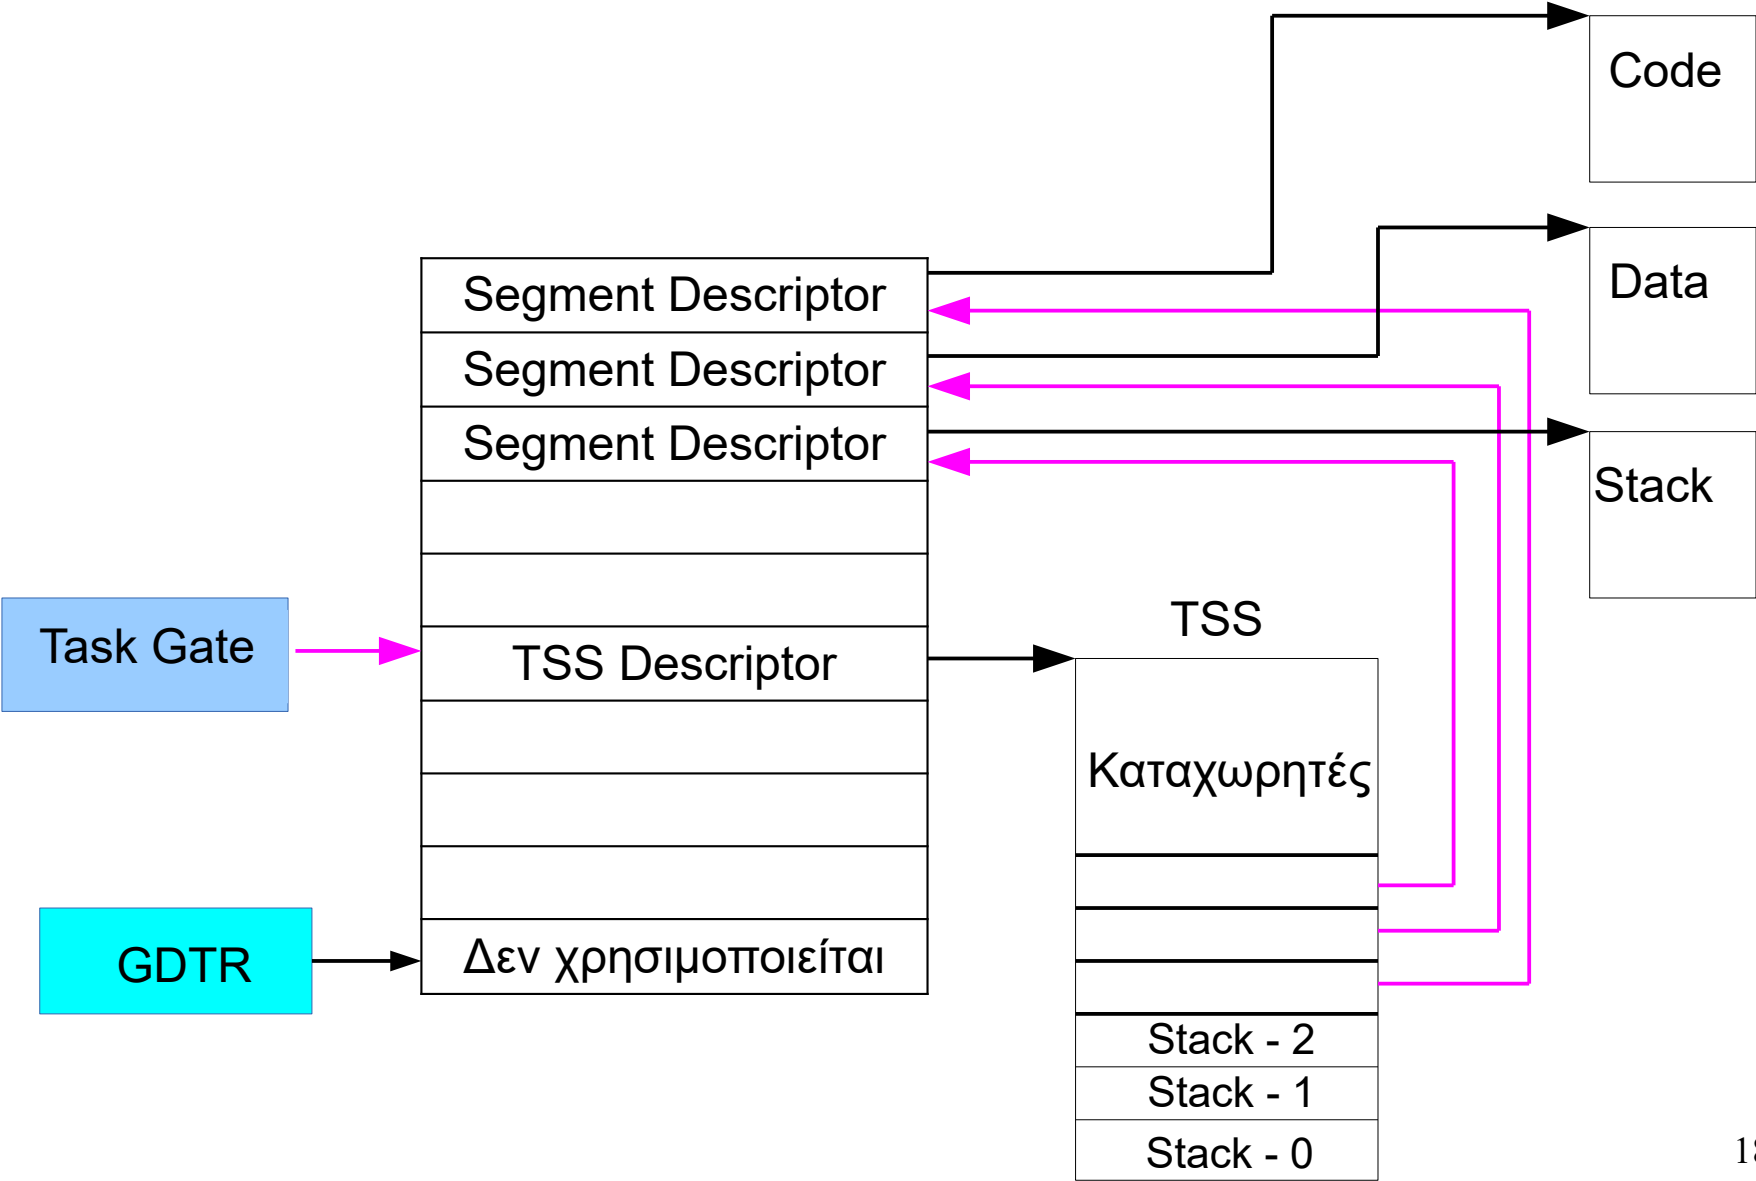 Code
Data
Stack
Segment Descriptor
Segment Descriptor
Segment Descriptor
TSS Descriptor
Δεν χρησιμοποιείται
Task Gate
GDTR
TSS
Καταχωρητές
Stack - 2
Stack - 1
Stack - 0